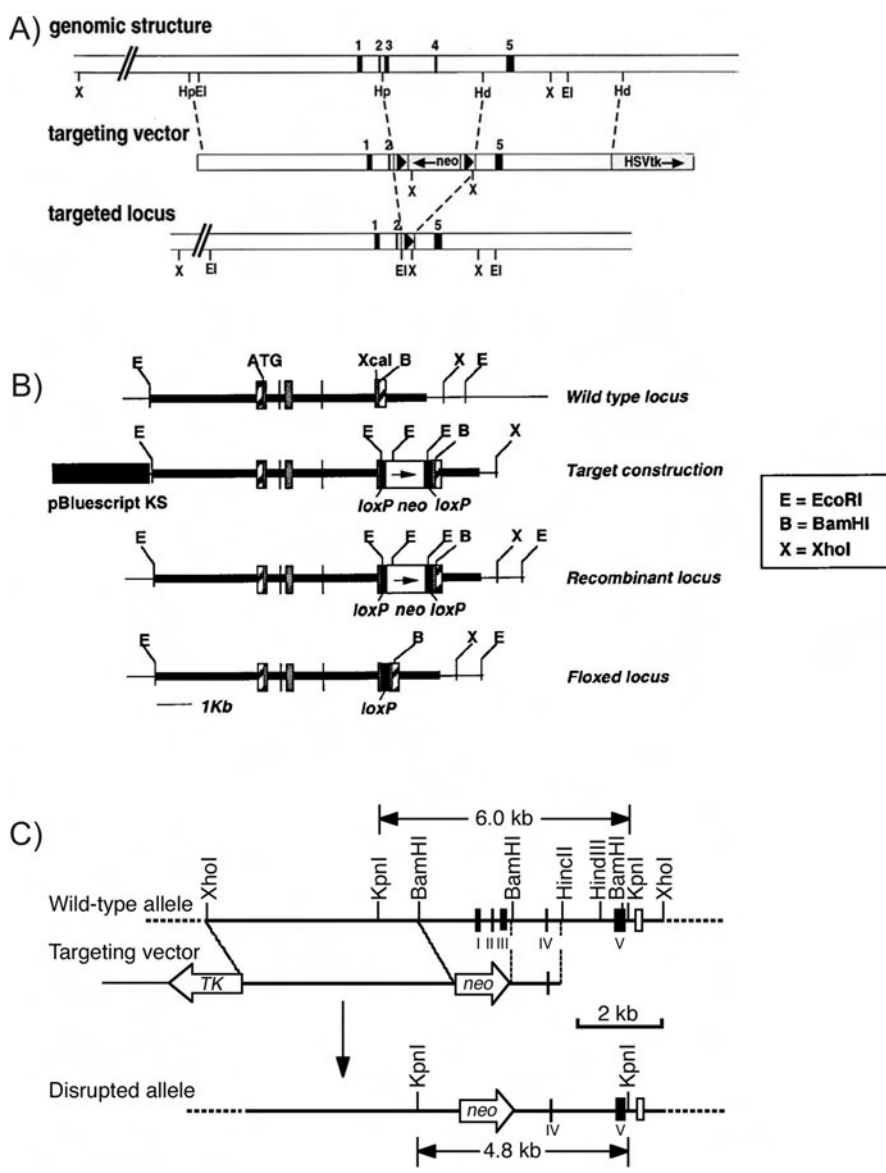 A)
genomic structure
1 2 3 4 5
X HpEI Hp Hd X EI Hd
targeting vector
1 2 neo 5 HSVtk
X X
targeted locus
1 2 5
X EI EI X X EI
B)
E ATG XcaI B X E
Wild type locus
E E E E B X
Target construction
pBluescript KS
loxP neo loxP
E = EcoRI
B = BamHI
X = XhoI
E E E E B X E
Recombinant locus
loxP neo loxP
E B X E
Floxed locus
1Kb
loxP
C)
6.0 kb
XhoI KpnI BamHI BamHI HincII HindIII BamHI KpnI XhoI
Wild-type allele
I II III IV V
Targeting vector
TK neo
2 kb
KpnI KpnI
Disrupted allele
neo
IV V
4.8 kb